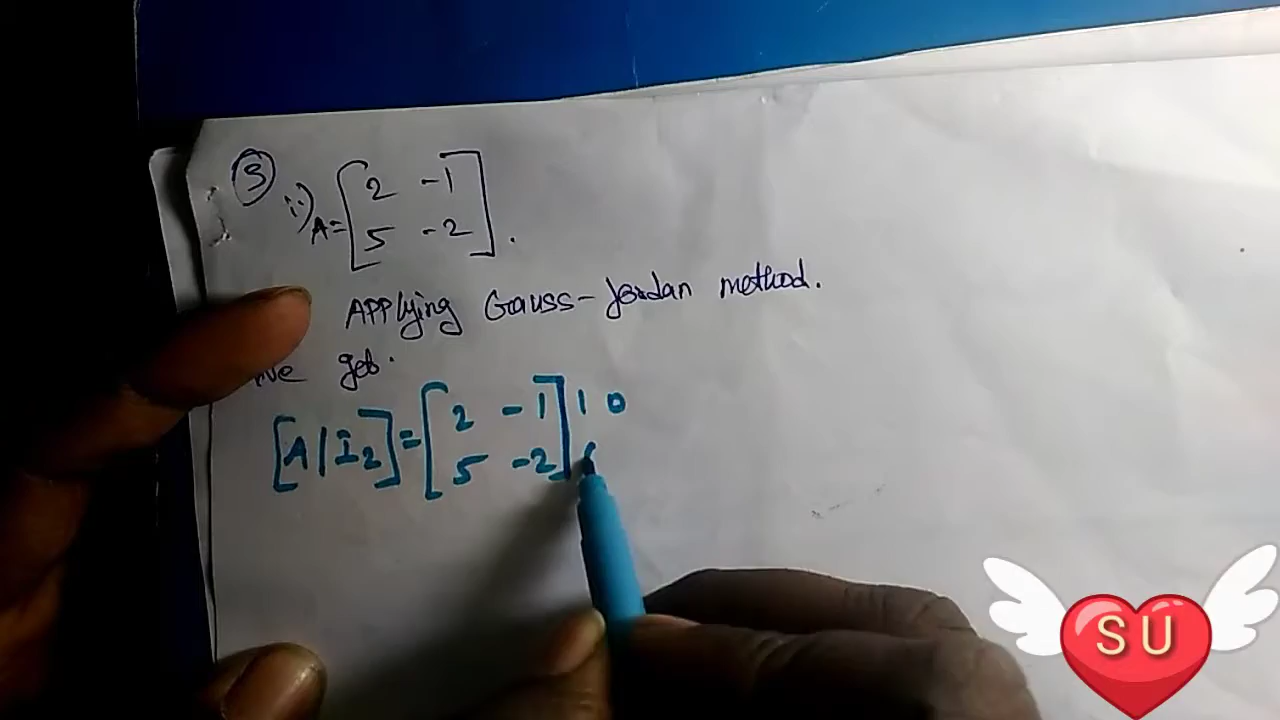 ③ i) A = [ 2 -1
5 -2 ].
Applying Gauss-Jordan method.
we get.
[A | I2] = [ 2 -1 ] 1 0
5 -2
SU